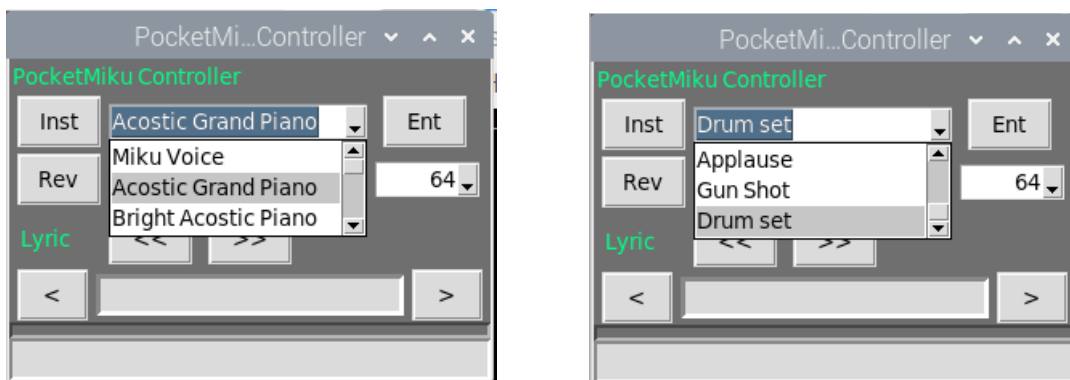 PocketMi...Controller
PocketMiku Controller
Inst Acostic Grand Piano Ent
Miku Voice
Rev Acostic Grand Piano 64
Bright Acostic Piano
Lyric << >>
< >
PocketMi...Controller
PocketMiku Controller
Inst Drum set Ent
Applause
Rev Gun Shot 64
Drum set
Lyric << >>
< >